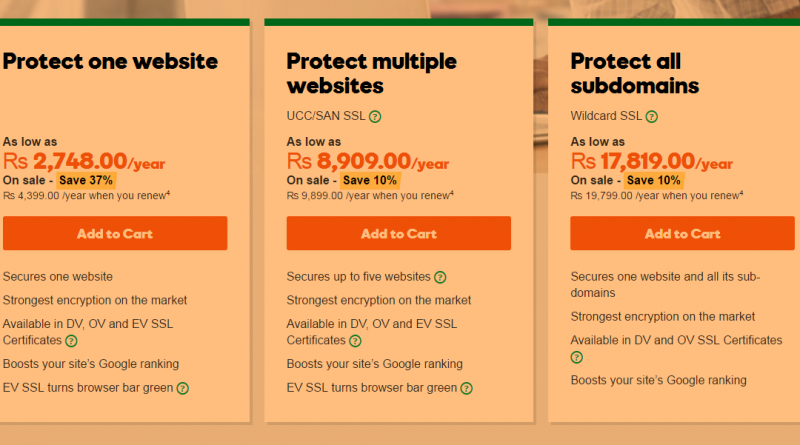 Protect one website
As low as
Rs 2,748.00/year
On sale - Save 37%
Rs 4,399.00 /year when you renew⁴
Add to Cart
Secures one website
Strongest encryption on the market
Available in DV, OV and EV SSL
Certificates ?
Boosts your site's Google ranking
EV SSL turns browser bar green ?
Protect multiple
websites
UCC/SAN SSL ?
As low as
Rs 8,909.00/year
On sale - Save 10%
Rs 9,899.00 /year when you renew⁴
Add to Cart
Secures up to five websites ?
Strongest encryption on the market
Available in DV, OV and EV SSL
Certificates ?
Boosts your site's Google ranking
EV SSL turns browser bar green ?
Protect all
subdomains
Wildcard SSL ?
As low as
Rs 17,819.00/year
On sale - Save 10%
Rs 19,799.00 /year when you renew⁴
Add to Cart
Secures one website and all its sub-
domains
Strongest encryption on the market
Available in DV and OV SSL Certificates
?
Boosts your site's Google ranking